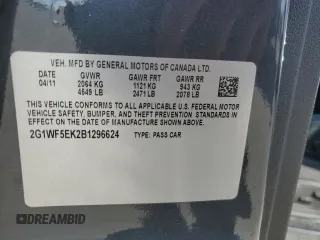 VEH. MFD BY GENERAL MOTORS OF CANADA LTD.
DATE GVWR GAWR FRT GAWR RR
04/11 2064 KG 1121 KG 943 KG
4549 LB 2471 LB 2078 LB
THIS VEHICLE CONFORMS TO ALL APPLICABLE U.S. FEDERAL MOTOR VEHICLE
SAFETY, BUMPER, AND THEFT PREVENTION STANDARDS IN EFFECT ON THE
DATE OF MANUFACTURE SHOWN ABOVE.
2G1WF5EK2B1296624 TYPE: PASS CAR
AutoBidMaster